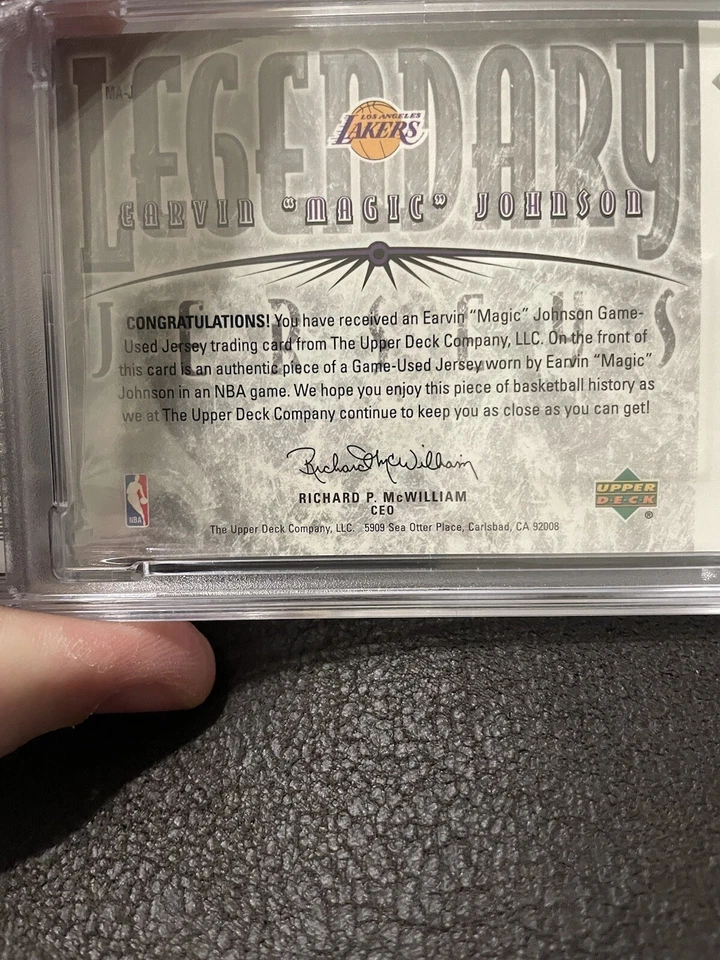 LEGENDARY
MA-J
LOS ANGELES
LAKERS
EARVIN "MAGIC" JOHNSON
JERSEYS
CONGRATULATIONS! You have received an Earvin "Magic" Johnson Game-
Used Jersey trading card from The Upper Deck Company, LLC. On the front of
this card is an authentic piece of a Game-Used Jersey worn by Earvin "Magic"
Johnson in an NBA game. We hope you enjoy this piece of basketball history as
we at The Upper Deck Company continue to keep you as close as you can get!
Richard McWilliam
RICHARD P. McWILLIAM
CEO
NBA
UPPER
DECK
®
The Upper Deck Company, LLC. 5909 Sea Otter Place, Carlsbad, CA 92008